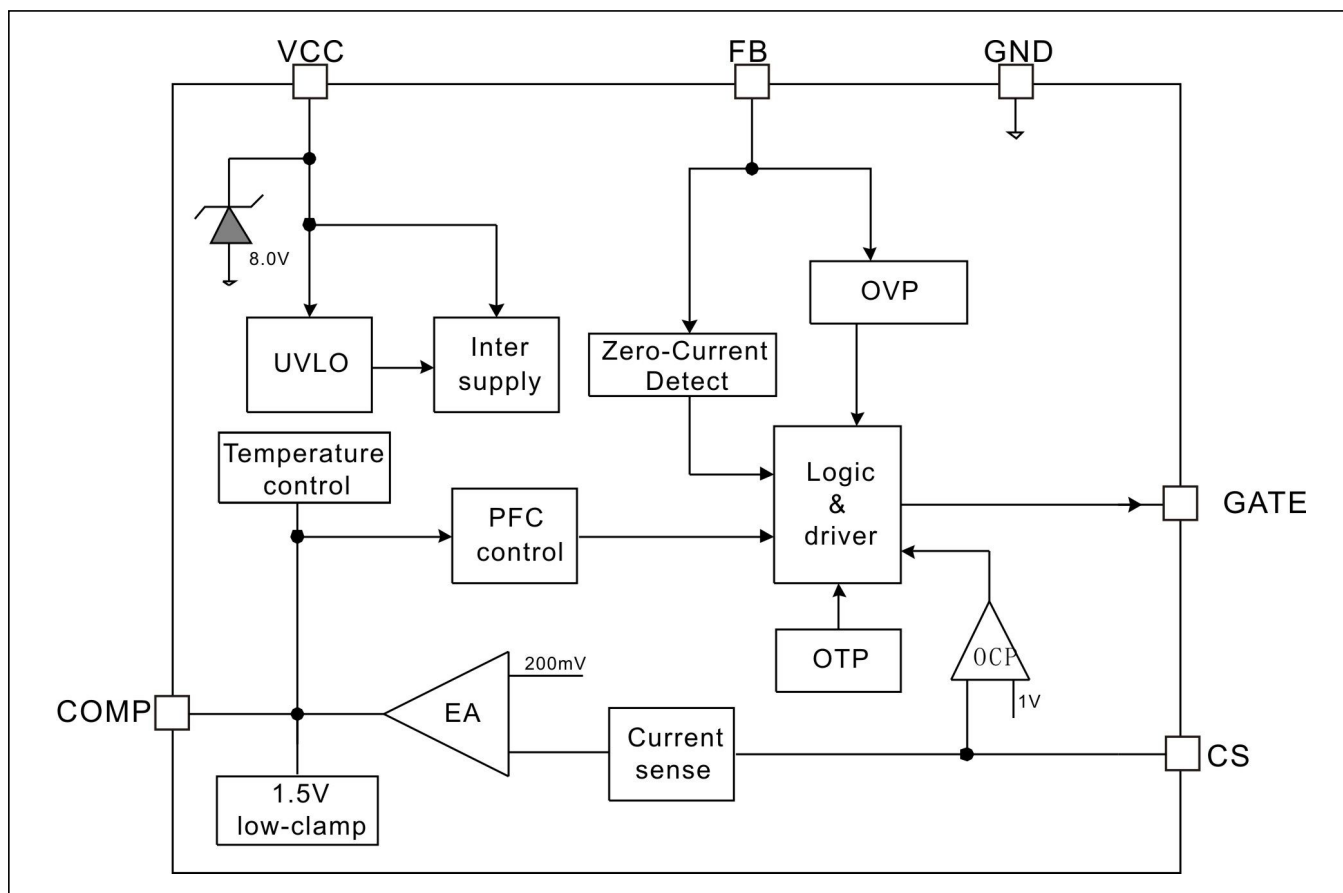 VCC
FB
GND
8.0V
OVP
UVLO
Inter
supply
Zero-Current
Detect
Temperature
control
PFC
control
Logic
&
driver
GATE
OTP
OCP
200mV
1V
COMP
EA
Current
sense
CS
1.5V
low-clamp